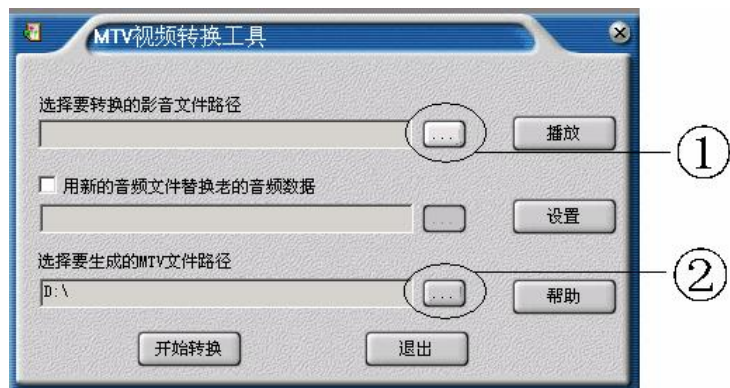 MTV视频转换工具
选择要转换的影音文件路径
... 播放
①
用新的音频文件替换老的音频数据
... 设置
选择要生成的MTV文件路径
D:\ ... 帮助
②
开始转换 退出